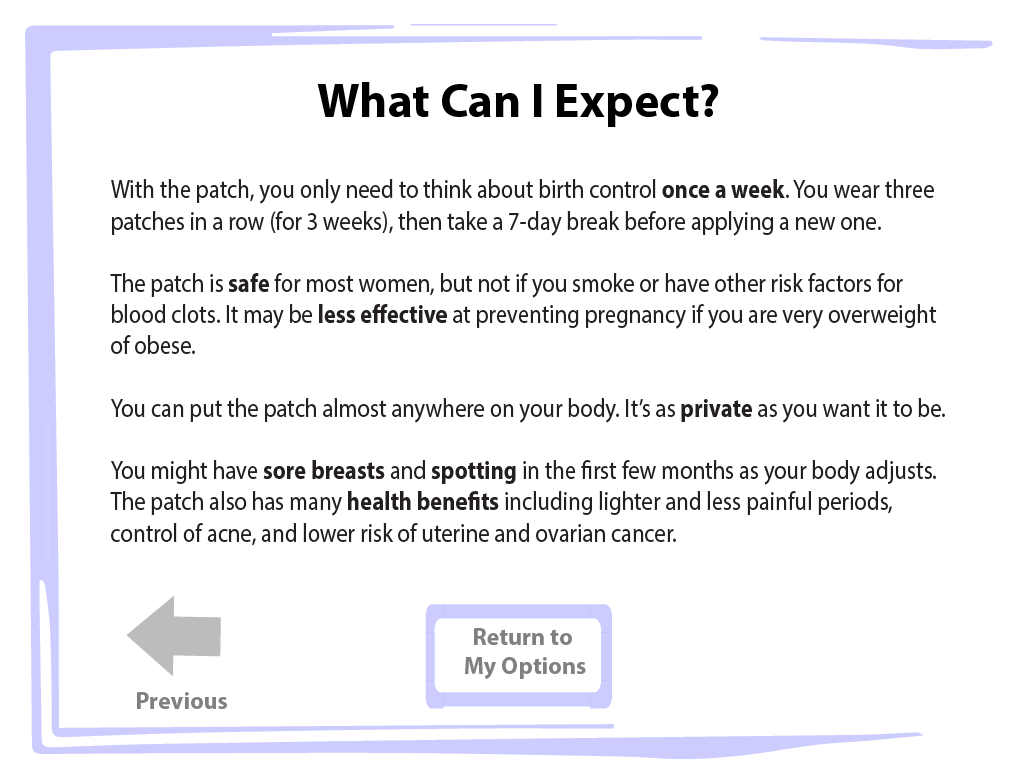 What Can I Expect?
With the patch, you only need to think about birth control once a week. You wear three
patches in a row (for 3 weeks), then take a 7-day break before applying a new one.
The patch is safe for most women, but not if you smoke or have other risk factors for
blood clots. It may be less effective at preventing pregnancy if you are very overweight
of obese.
You can put the patch almost anywhere on your body. It’s as private as you want it to be.
You might have sore breasts and spotting in the first few months as your body adjusts.
The patch also has many health benefits including lighter and less painful periods,
control of acne, and lower risk of uterine and ovarian cancer.
Return to
My Options
Previous